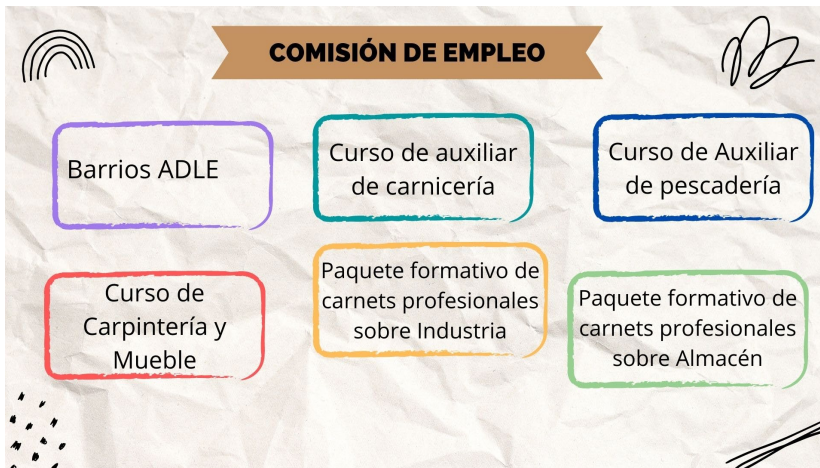 COMISIÓN DE EMPLEO
Barrios ADLE
Curso de auxiliar
de carnicería
Curso de Auxiliar
de pescadería
Curso de
Carpintería y
Mueble
Paquete formativo de
carnets profesionales
sobre Industria
Paquete formativo de
carnets profesionales
sobre Almacén